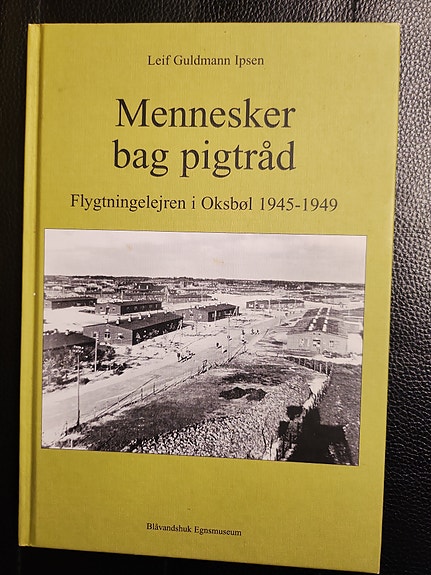 Leif Guldmann Ipsen
Mennesker
bag pigtråd
Flygtningelejren i Oksbøl 1945-1949
Blåvandshuk Egnsmuseum